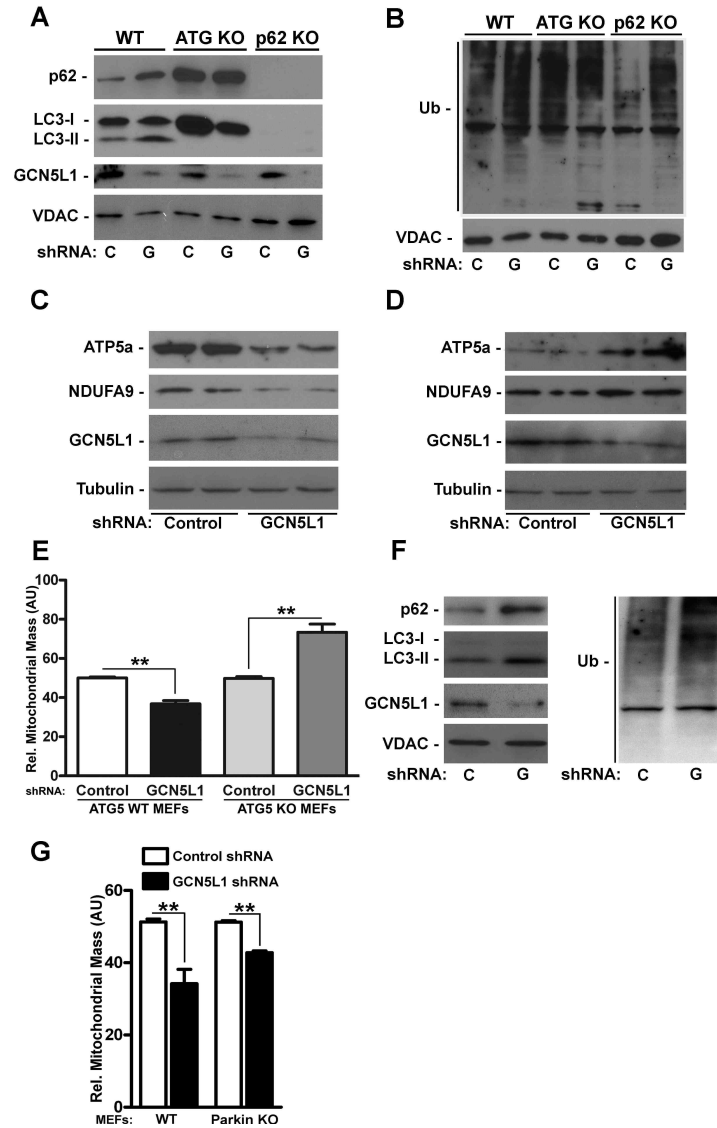 A
WT ATG KO p62 KO
p62 -
LC3-I -
LC3-II -
GCN5L1 -
VDAC -
shRNA: C G C G C G
B
WT ATG KO p62 KO
Ub -
VDAC -
shRNA: C G C G C G
C
ATP5a -
NDUFA9 -
GCN5L1 -
Tubulin -
shRNA: Control GCN5L1
D
ATP5a -
NDUFA9 -
GCN5L1 -
Tubulin -
shRNA: Control GCN5L1
E
Rel. Mitochondrial Mass (AU)
100
80
60
40
20
0
** **
shRNA: Control GCN5L1 Control GCN5L1
ATG5 WT MEFs ATG5 KO MEFs
F
p62 -
LC3-I -
LC3-II -
GCN5L1 -
VDAC -
shRNA: C G
Ub -
shRNA: C G
G
Control shRNA
GCN5L1 shRNA
Rel. Mitochondrial Mass (AU)
60
40
20
0
** **
MEFs: WT Parkin KO